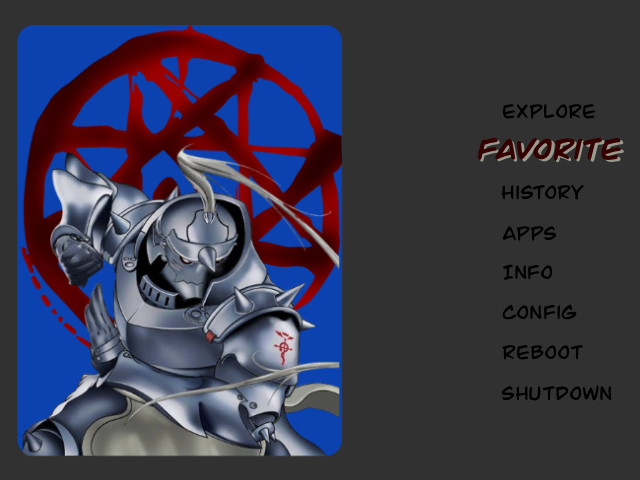 EXPLORE
FAVORITE
HISTORY
APPS
INFO
CONFIG
REBOOT
SHUTDOWN